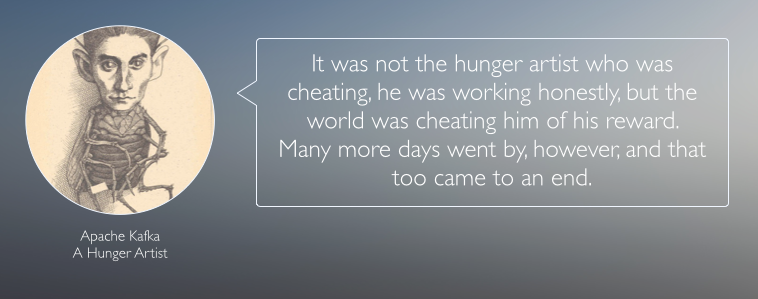 It was not the hunger artist who was
cheating, he was working honestly, but the
world was cheating him of his reward.
Many more days went by, however, and that
too came to an end.
Apache Kafka
A Hunger Artist